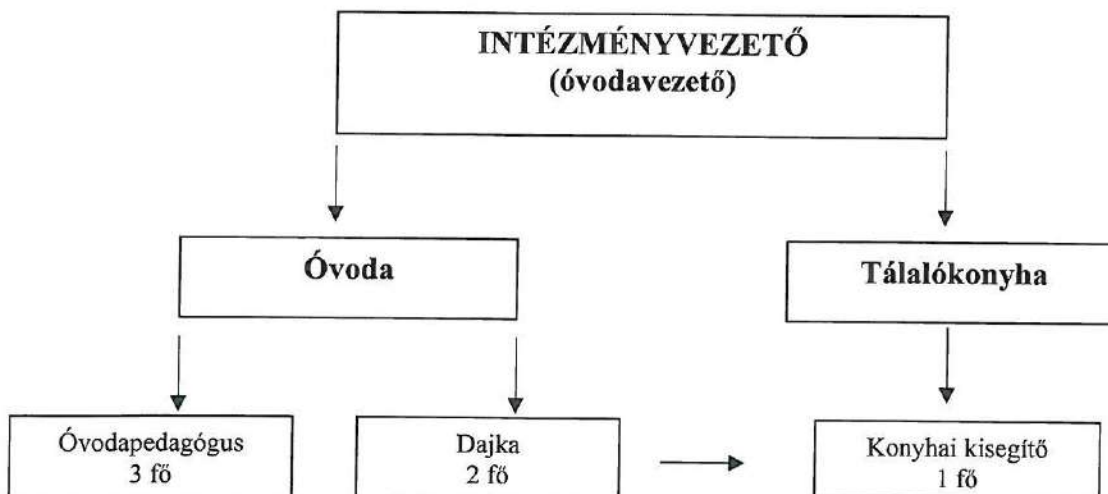 INTÉZMÉNYVEZETŐ
(óvodavezető)
Óvoda
Tálalókonyha
Óvodapedagógus
3 fő
Dajka
2 fő
Konyhai kisegítő
1 fő